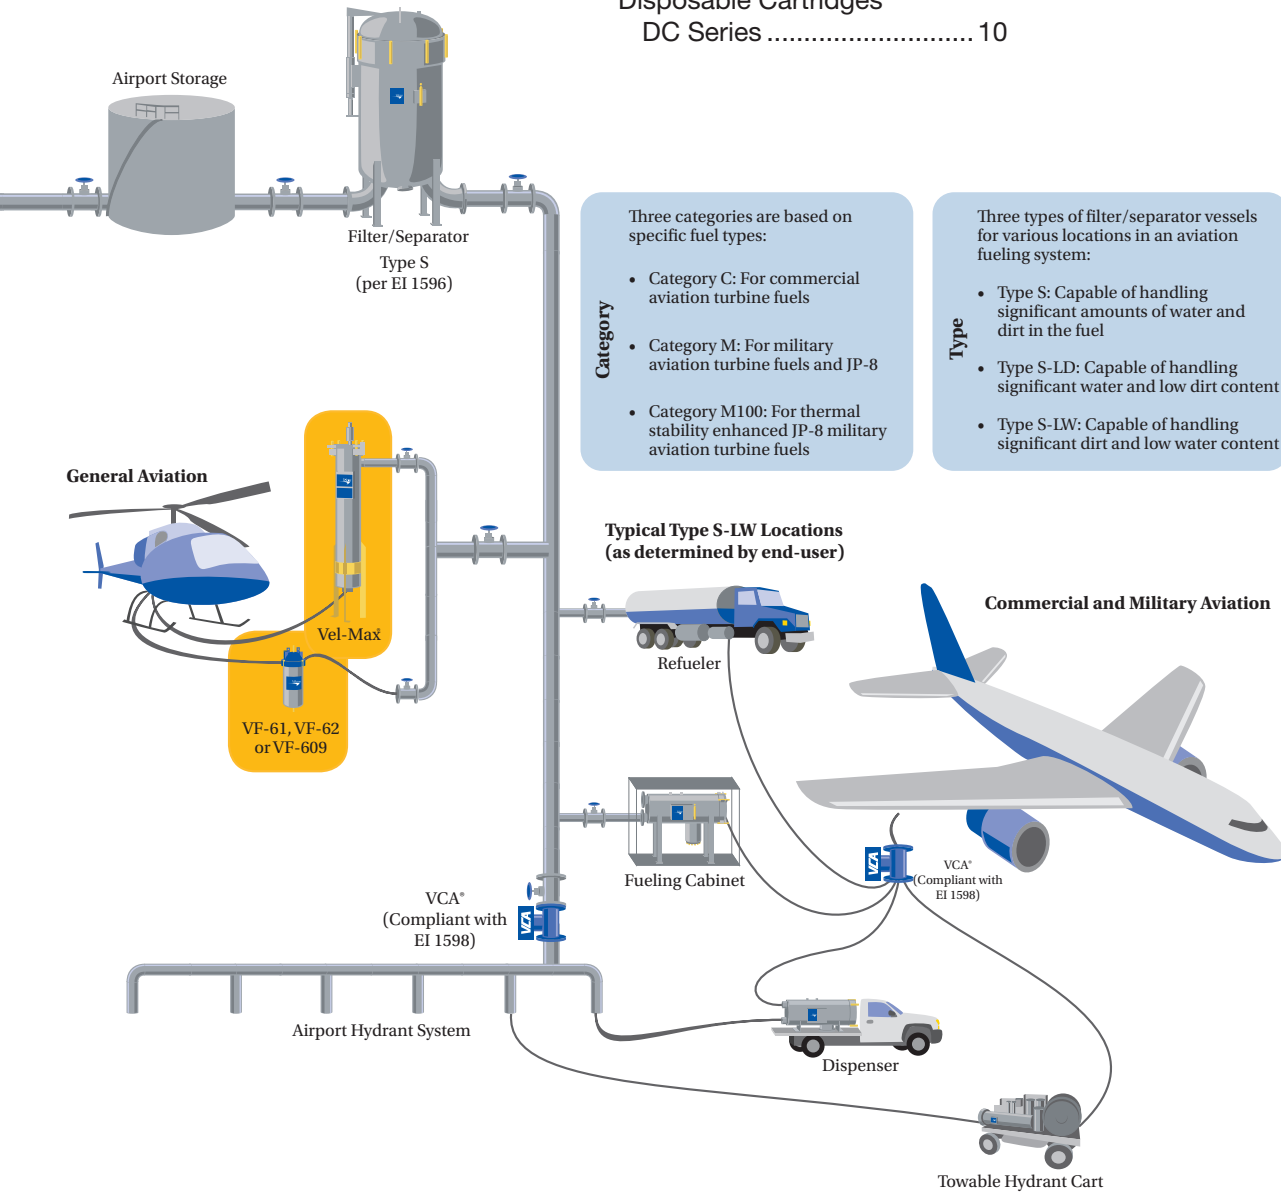 Disposable Cartridges
DC Series ............................ 10
Airport Storage
Filter/Separator
Type S
(per EI 1596)
Category
Three categories are based on
specific fuel types:
• Category C: For commercial
aviation turbine fuels
• Category M: For military
aviation turbine fuels and JP-8
• Category M100: For thermal
stability enhanced JP-8 military
aviation turbine fuels
Type
Three types of filter/separator vessels
for various locations in an aviation
fueling system:
• Type S: Capable of handling
significant amounts of water and
dirt in the fuel
• Type S-LD: Capable of handling
significant water and low dirt content
• Type S-LW: Capable of handling
significant dirt and low water content
General Aviation
Vel-Max®
VF-61, VF-62
or VF-609
Typical Type S-LW Locations
(as determined by end-user)
Refueler
Commercial and Military Aviation
Fueling Cabinet
VCA
VCA®
(Compliant with
EI 1598)
VCA®
(Compliant with
EI 1598)
VCA
Airport Hydrant System
Dispenser
Towable Hydrant Cart